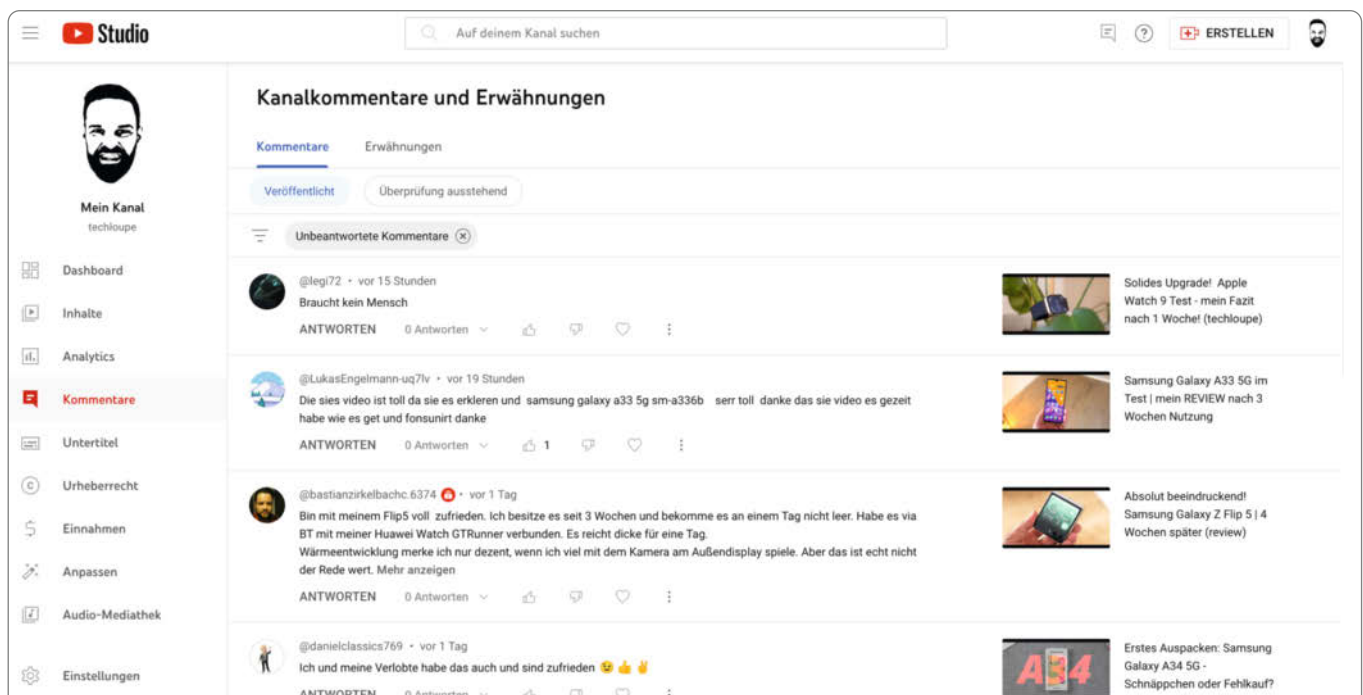 Studio
Auf deinem Kanal suchen
ERSTELLEN
Mein Kanal
techloupe
Dashboard
Inhalte
Analytics
Kommentare
Untertitel
Urheberrecht
Einnahmen
Anpassen
Audio-Mediathek
Einstellungen
Kanalkommentare und Erwähnungen
Kommentare Erwähnungen
Veröffentlicht Überprüfung ausstehend
Unbeantwortete Kommentare
@legi72 • vor 15 Stunden
Braucht kein Mensch
ANTWORTEN 0 Antworten
Solides Upgrade! Apple
Watch 9 Test - mein Fazit
nach 1 Woche! (techloupe)
@LukasEngelmann-uq7lv • vor 19 Stunden
Die sies video ist toll da sie es erkleren und samsung galaxy a33 5g sm-a336b serr toll danke das sie video es gezeit
habe wie es get und fonsunirt danke
ANTWORTEN 0 Antworten 1
Samsung Galaxy A33 5G im
Test | mein REVIEW nach 3
Wochen Nutzung
@bastianzirkelbachc.6374 • vor 1 Tag
Bin mit meinem Flip5 voll zufrieden. Ich besitze es seit 3 Wochen und bekomme es an einem Tag nicht leer. Habe es via
BT mit meiner Huawei Watch GTRunner verbunden. Es reicht dicke für eine Tag.
Wärmeentwicklung merke ich nur dezent, wenn ich viel mit dem Kamera am Außendisplay spiele. Aber das ist echt nicht
der Rede wert. Mehr anzeigen
ANTWORTEN 0 Antworten
Absolut beeindruckend!
Samsung Galaxy Z Flip 5 | 4
Wochen später (review)
@danielclassics769 • vor 1 Tag
Ich und meine Verlobte habe das auch und sind zufrieden 😉👍✌️
ANTWORTEN 0 Antworten
A34
Erstes Auspacken: Samsung
Galaxy A34 5G -
Schnäppchen oder Fehlkauf?